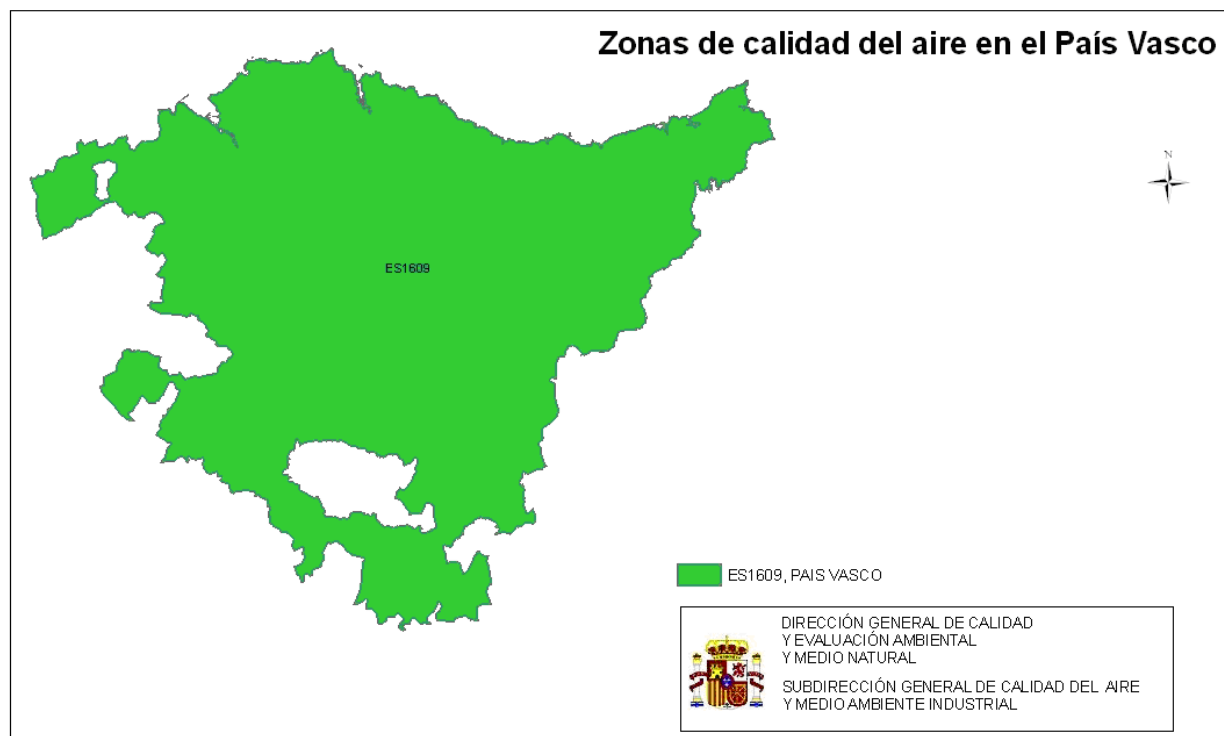 Zonas de calidad del aire en el País Vasco
N
ES1609
ES1609, PAIS VASCO
DIRECCIÓN GENERAL DE CALIDAD
Y EVALUACIÓN AMBIENTAL
Y MEDIO NATURAL
SUBDIRECCIÓN GENERAL DE CALIDAD DEL AIRE
Y MEDIO AMBIENTE INDUSTRIAL